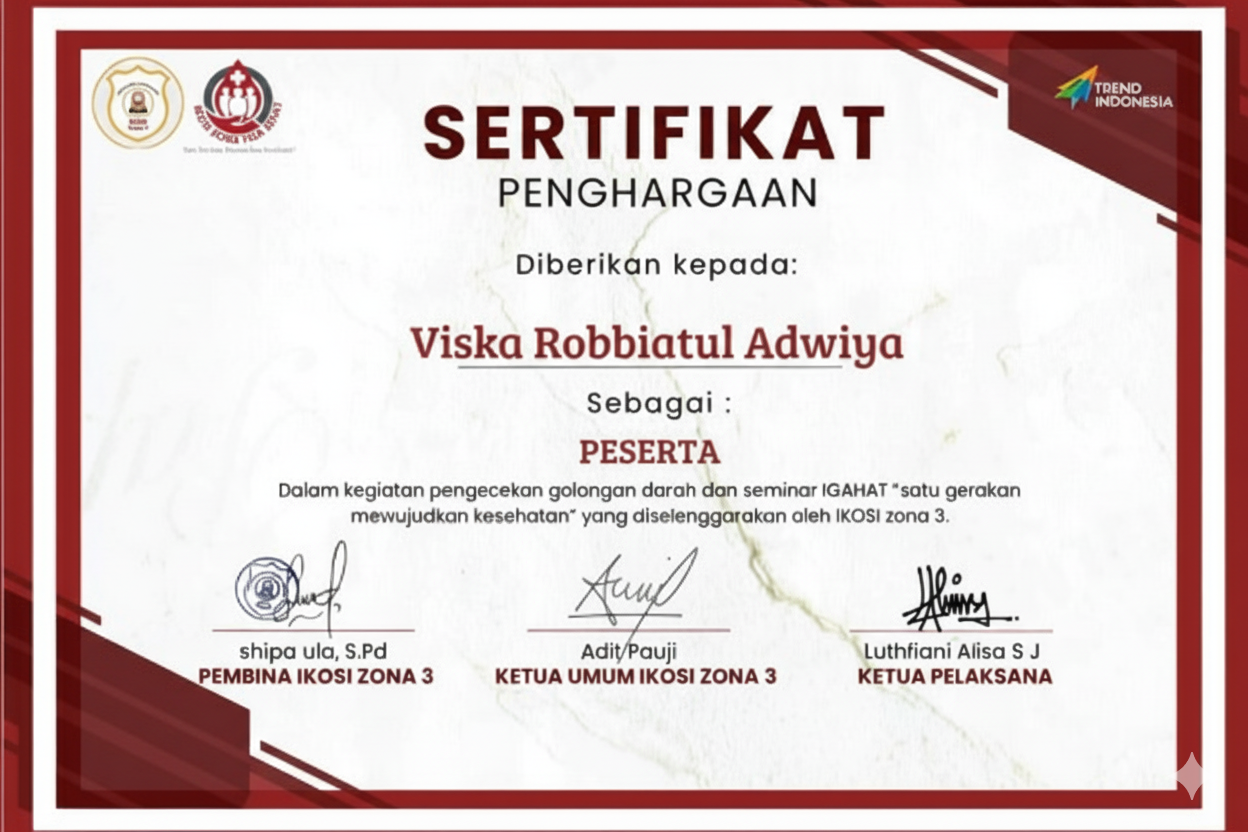 TREND
INDONESIA
SERTIFIKAT
PENGHARGAAN
Diberikan kepada:
Viska Robbiatul Adwiya
Sebagai :
PESERTA
Dalam kegiatan pengecekan golongan darah dan seminar IGAHAT "satu gerakan
mewujudkan kesehatan" yang diselenggarakan aleh IKOSI zona 3.
shipa ula, S.Pd
PEMBINA IKOSI ZONA 3
Adit Pauji
KETUA UMUM IKOSI ZONA 3
Luthfiani Alisa S J
KETUA PELAKSANA